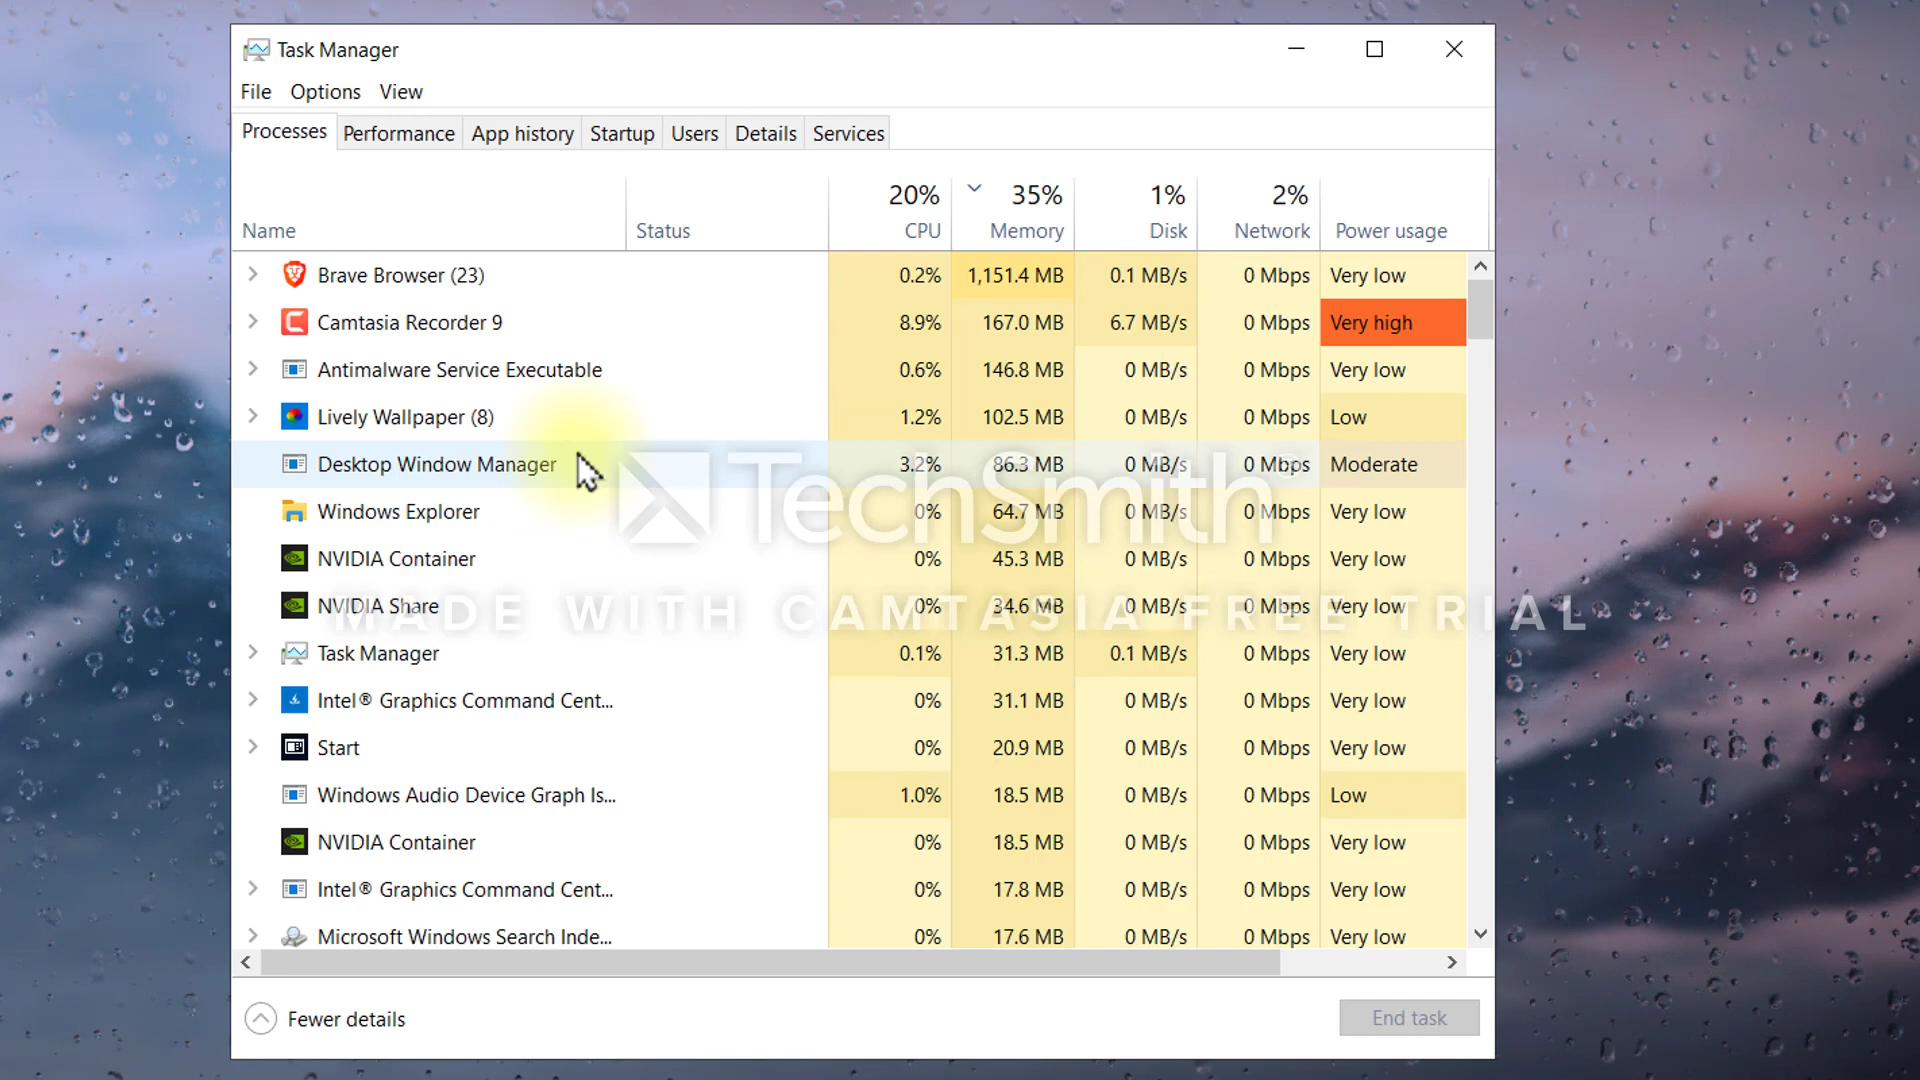 Task Manager
File Options View
Processes Performance App history Startup Users Details Services
20% 35% 1% 2%
Name Status CPU Memory Disk Network Power usage
Brave Browser (23) 0.2% 1,151.4 MB 0.1 MB/s 0 Mbps Very low
Camtasia Recorder 9 8.9% 167.0 MB 6.7 MB/s 0 Mbps Very high
Antimalware Service Executable 0.6% 146.8 MB 0 MB/s 0 Mbps Very low
Lively Wallpaper (8) 1.2% 102.5 MB 0 MB/s 0 Mbps Low
Desktop Window Manager 3.2% 86.3 MB 0 MB/s 0 Mbps Moderate
TechSmith®
Windows Explorer 0% 64.7 MB 0 MB/s 0 Mbps Very low
NVIDIA Container 0% 45.3 MB 0 MB/s 0 Mbps Very low
NVIDIA Share 0% 34.6 MB 0 MB/s 0 Mbps Very low
MADE WITH CAMTASIA FREE TRIAL
Task Manager 0.1% 31.3 MB 0.1 MB/s 0 Mbps Very low
Intel® Graphics Command Cent... 0% 31.1 MB 0 MB/s 0 Mbps Very low
Start 0% 20.9 MB 0 MB/s 0 Mbps Very low
Windows Audio Device Graph Is... 1.0% 18.5 MB 0 MB/s 0 Mbps Low
NVIDIA Container 0% 18.5 MB 0 MB/s 0 Mbps Very low
Intel® Graphics Command Cent... 0% 17.8 MB 0 MB/s 0 Mbps Very low
Microsoft Windows Search Inde... 0% 17.6 MB 0 MB/s 0 Mbps Very low
Fewer details End task